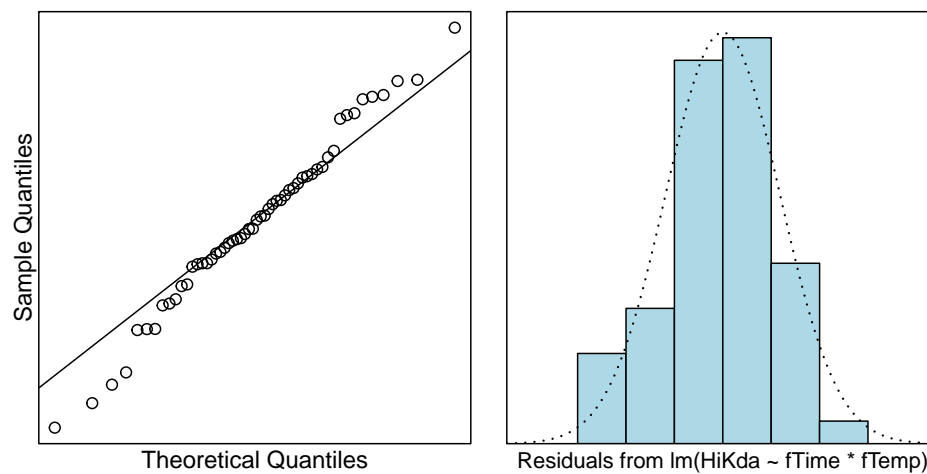 Sample Quantiles
Theoretical Quantiles
Residuals from lm(HiKda ~ fTime * fTemp)